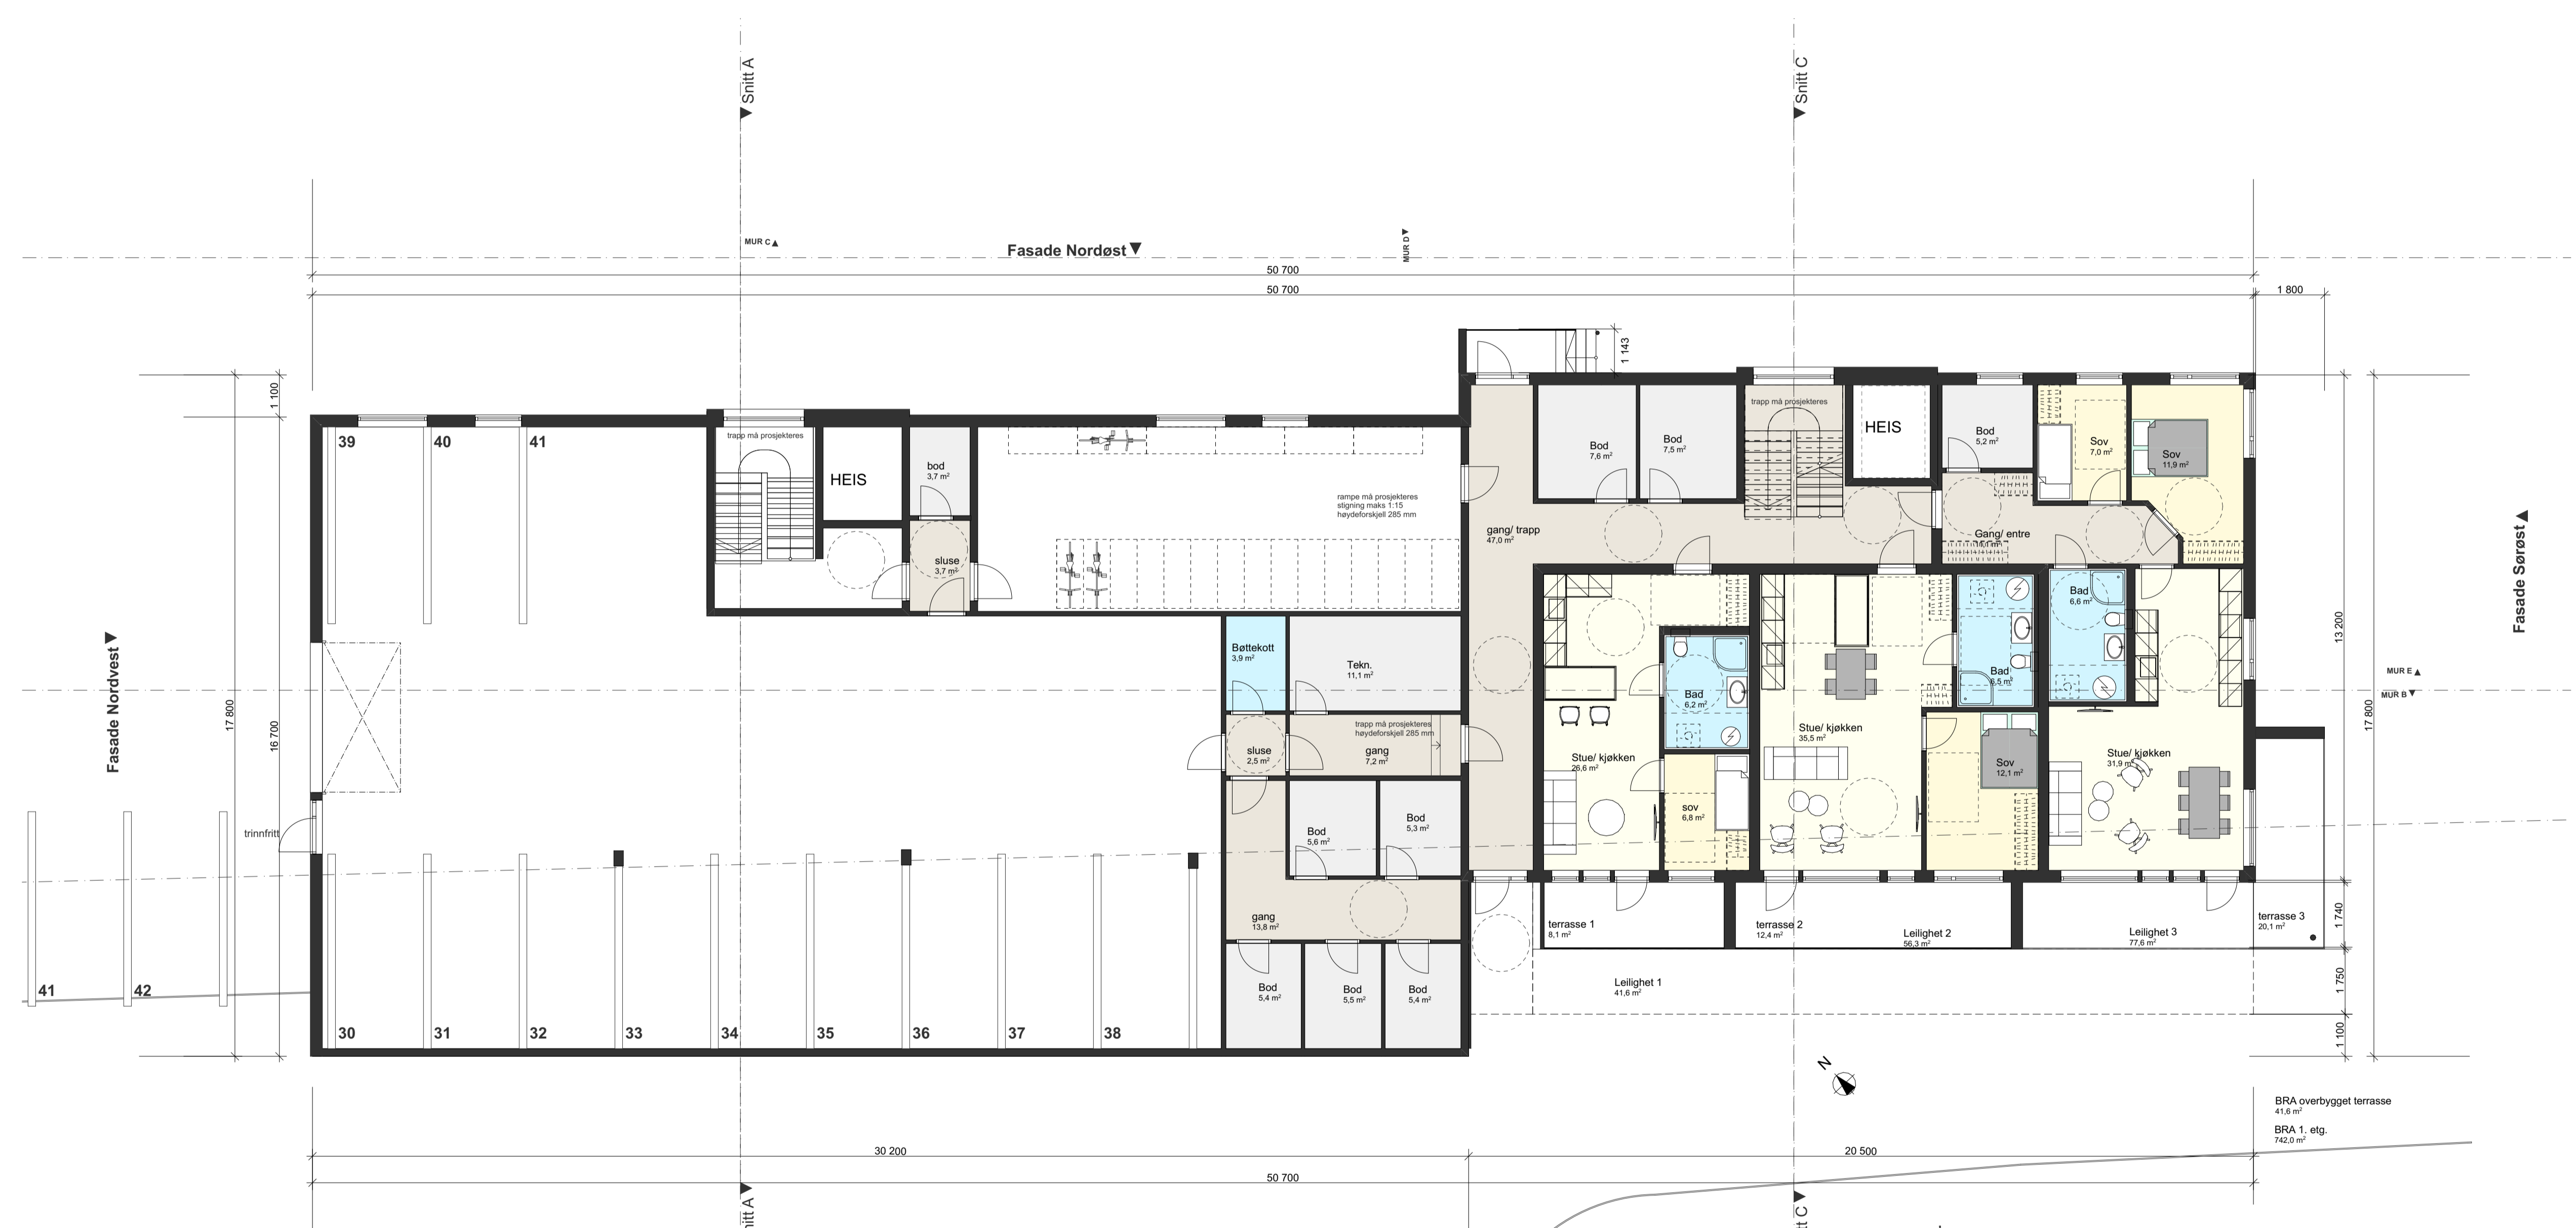 Snitt A
Snitt C
MUR C
Fasade Nordøst
MUR D
50 700
50 700
1 800
1 143
1 100
17 800
16 700
39
40
41
trapp må prosjekteres
HEIS
bod
3,7 m²
sluse
3,7 m²
rampe må prosjekteres
stigning maks 1:15
høydeforskjell 285 mm
gang/ trapp
47,0 m²
Bod
7,6 m²
Bod
7,5 m²
trapp må prosjekteres
HEIS
Bod
5,2 m²
Sov
7,0 m²
Sov
11,9 m²
Gang/ entre
Fasade Sørøst
Fasade Nordvest
13 200
17 800
MUR E
MUR B
Bøttekott
3,9 m²
Tekn.
11,1 m²
trapp må prosjekteres
høydeforskjell 285 mm
sluse
2,5 m²
gang
7,2 m²
Bod
5,6 m²
Bod
5,3 m²
gang
13,8 m²
Bod
5,4 m²
Bod
5,5 m²
Bod
5,4 m²
Stue/ kjøkken
26,6 m²
Bad
6,2 m²
sov
6,8 m²
Stue/ kjøkken
35,5 m²
Bad
6,5 m²
Sov
12,1 m²
Bad
6,6 m²
Stue/ kjøkken
31,9 m²
trinnfritt
41
42
30
31
32
33
34
35
36
37
38
terrasse 1
8,1 m²
terrasse 2
12,4 m²
Leilighet 2
56,3 m²
Leilighet 3
77,6 m²
terrasse 3
20,1 m²
Leilighet 1
41,6 m²
1 740
1 750
1 100
N
BRA overbygget terrasse
41,6 m²
BRA 1. etg.
742,0 m²
30 200
20 500
50 700
nitt A
tt C